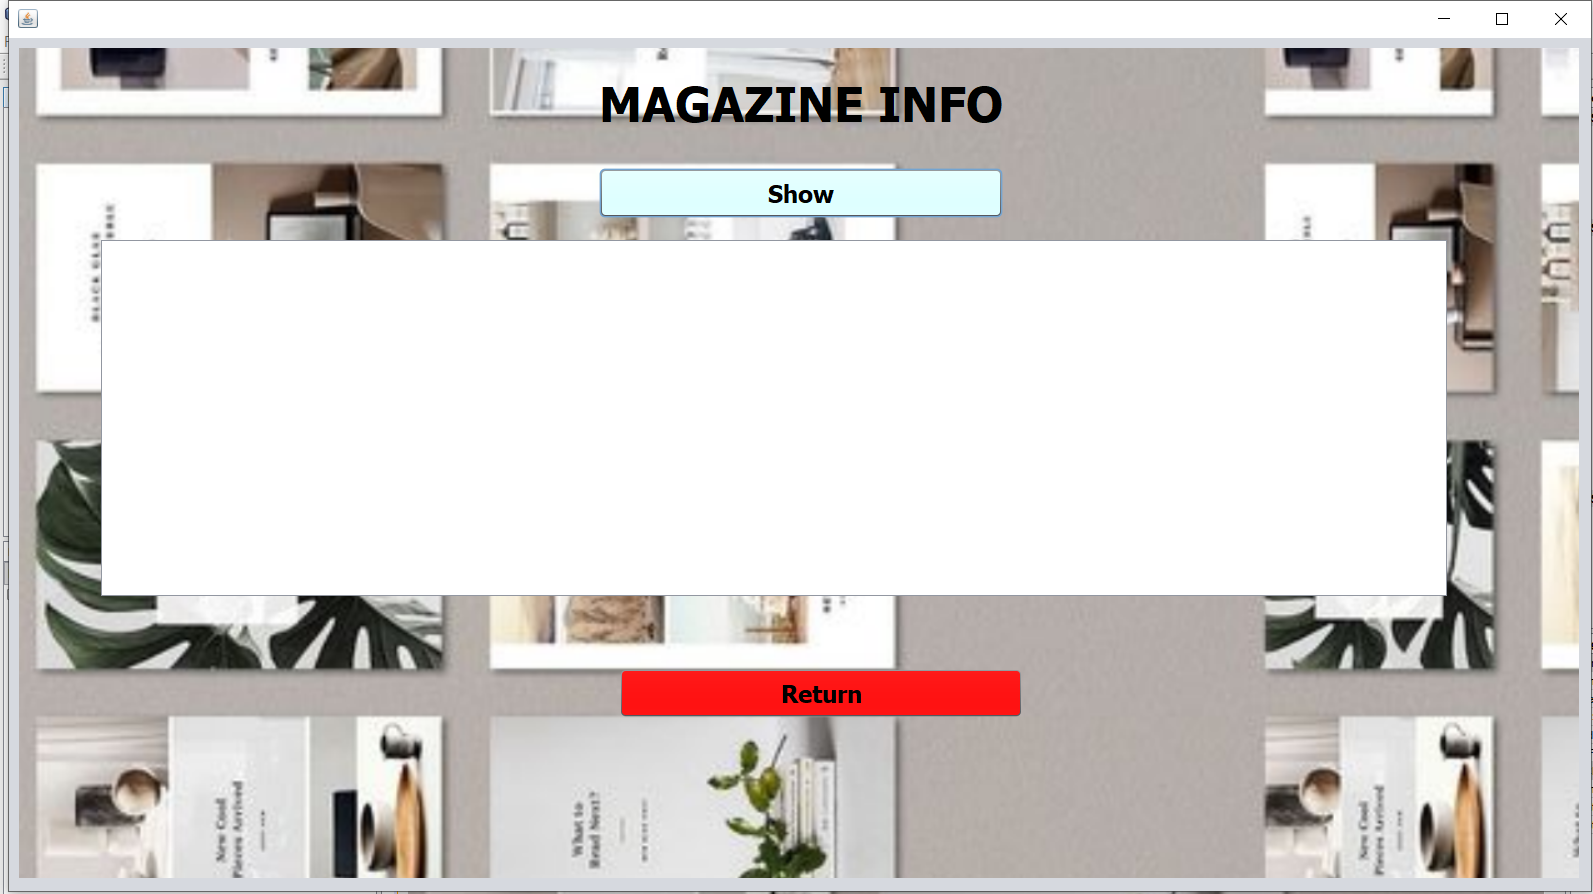 MAGAZINE INFO
Show
Return
New Cool
Pieces Arrived
What to
Read Next?
New Cool
Pieces Arrived